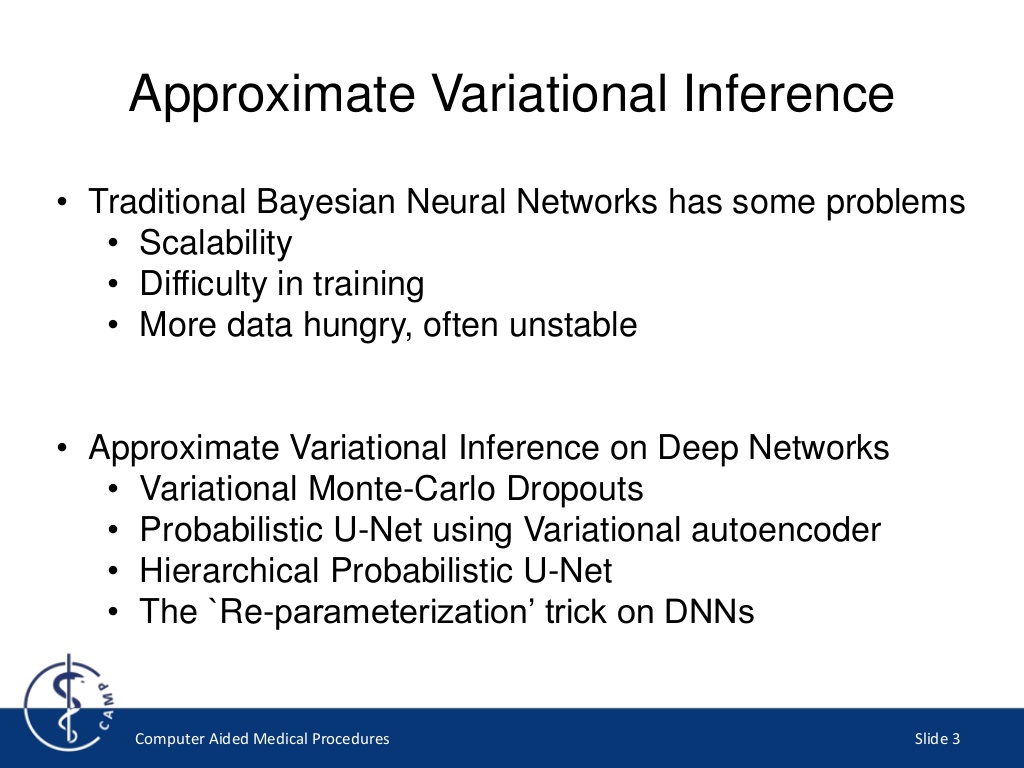 Approximate Variational Inference
• Traditional Bayesian Neural Networks has some problems
• Scalability
• Difficulty in training
• More data hungry, often unstable
• Approximate Variational Inference on Deep Networks
• Variational Monte-Carlo Dropouts
• Probabilistic U-Net using Variational autoencoder
• Hierarchical Probabilistic U-Net
• The `Re-parameterization’ trick on DNNs
CAMP
Computer Aided Medical Procedures
Slide 3